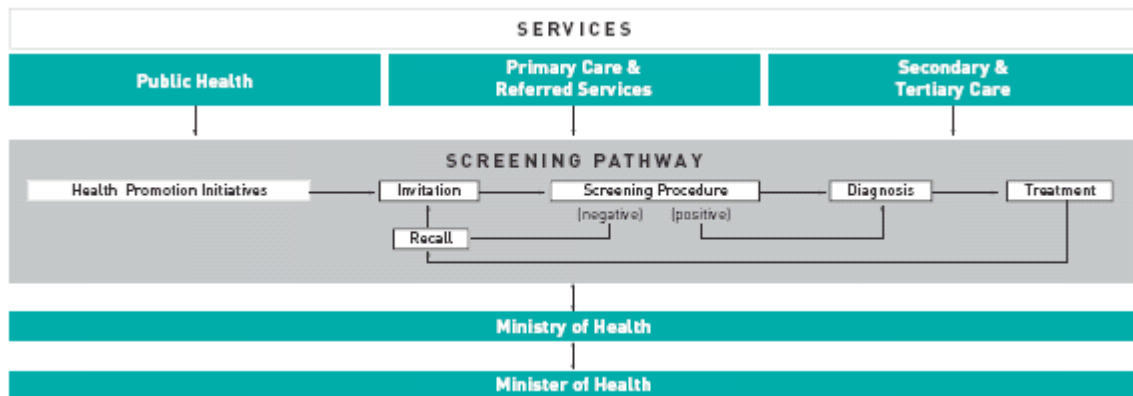 SERVICES
Public Health
Primary Care &
Referred Services
Secondary &
Tertiary Care
SCREENING PATHWAY
Health Promotion Initiatives
Invitation
Screening Procedure
Diagnosis
Treatment
(negative)
(positive)
Recall
Ministry of Health
Minister of Health